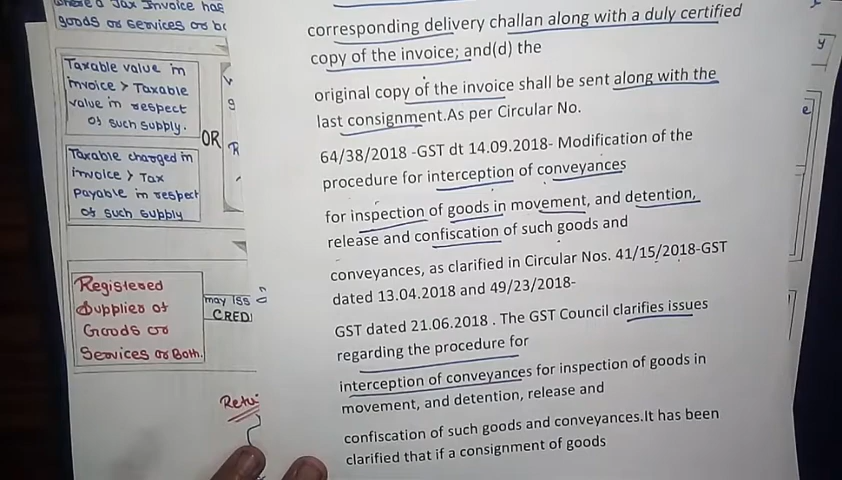 Tax Invoice has
goods or services or bo
Taxable value in
invoice > Taxable
value in respect
of such supply.
OR
Taxable charged in
invoice > Tax
payable in respect
of such supply
Registered
Supplier of
Goods or
Services or Both.
may iss
CREDI
corresponding delivery challan along with a duly certified
copy of the invoice; and(d) the
original copy of the invoice shall be sent along with the
last consignment.As per Circular No.
64/38/2018 -GST dt 14.09.2018- Modification of the
procedure for interception of conveyances
for inspection of goods in movement, and detention,
release and confiscation of such goods and
conveyances, as clarified in Circular Nos. 41/15/2018-GST
dated 13.04.2018 and 49/23/2018-
GST dated 21.06.2018 . The GST Council clarifies issues
regarding the procedure for
interception of conveyances for inspection of goods in
movement, and detention, release and
confiscation of such goods and conveyances.It has been
clarified that if a consignment of goods